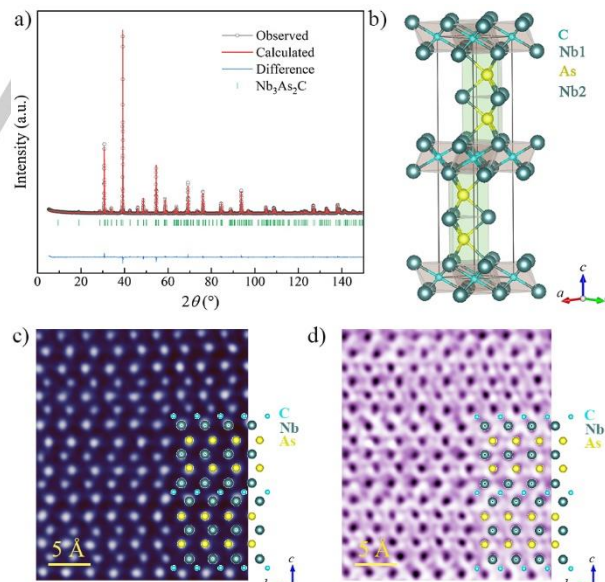 a)
Intensity (a.u.)
Observed
Calculated
Difference
Nb₃As₂C
0 20 40 60 80 100 120 140
2θ(°)
b)
C
Nb1
As
Nb2
c
a
c)
C
Nb
As
5 Å
c
d)
C
Nb
As
5 Å
c